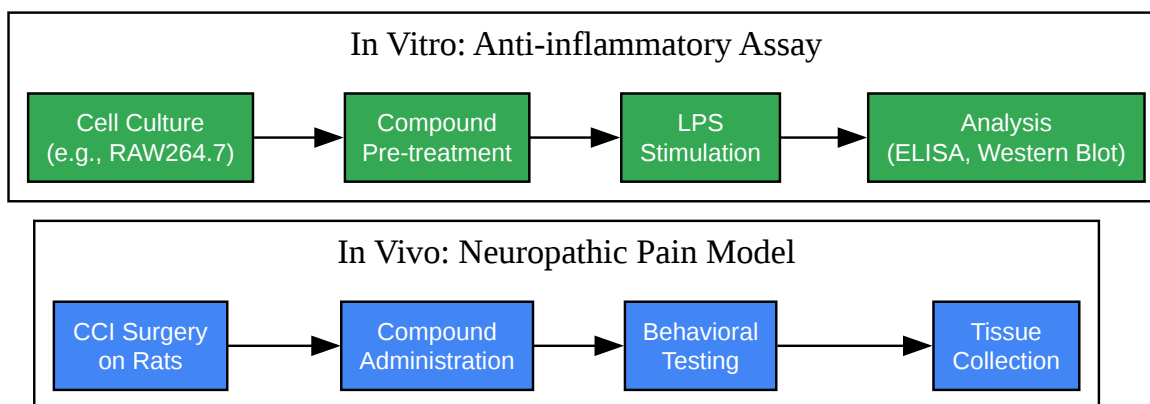 In Vitro: Anti-inflammatory Assay
Cell Culture
(e.g., RAW264.7)
Compound
Pre-treatment
LPS
Stimulation
Analysis
(ELISA, Western Blot)
In Vivo: Neuropathic Pain Model
CCI Surgery
on Rats
Compound
Administration
Behavioral
Testing
Tissue
Collection